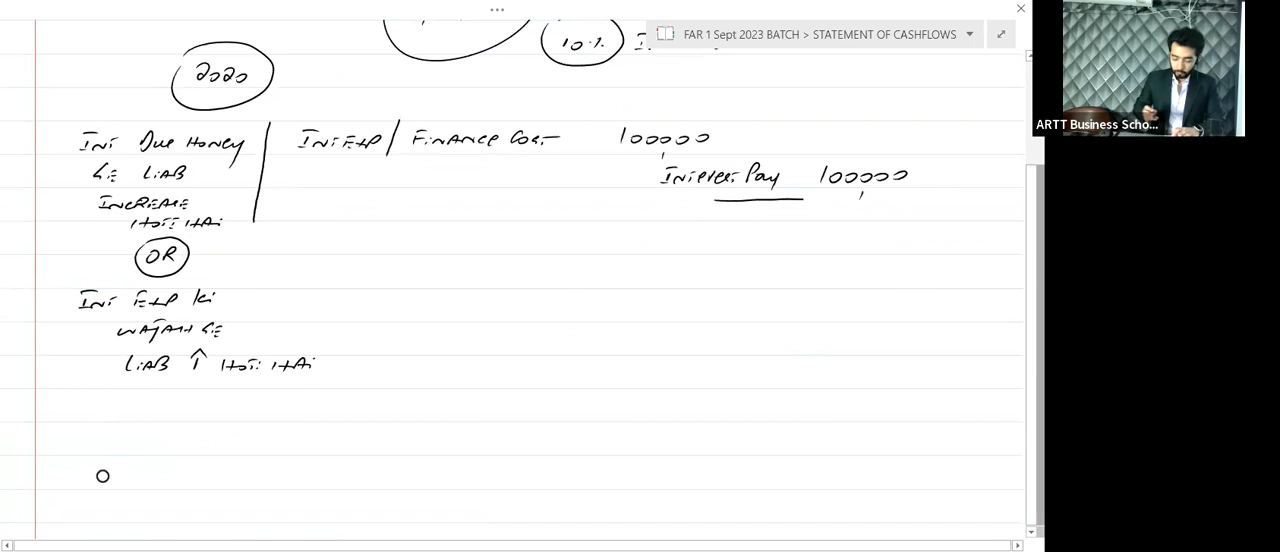 FAR 1 Sept 2023 BATCH > STATEMENT OF CASHFLOWS
10%
2020
ARTT Business Scho...
INT DUE HONEY
SE LIAB
INCREASE
HOTI HAI
INT EXP / FINANCE COST 100000
INTEREST PAY 100000
OR
INT EXP KI
WAJAH SE
LIAB ↑ HOTI HAI